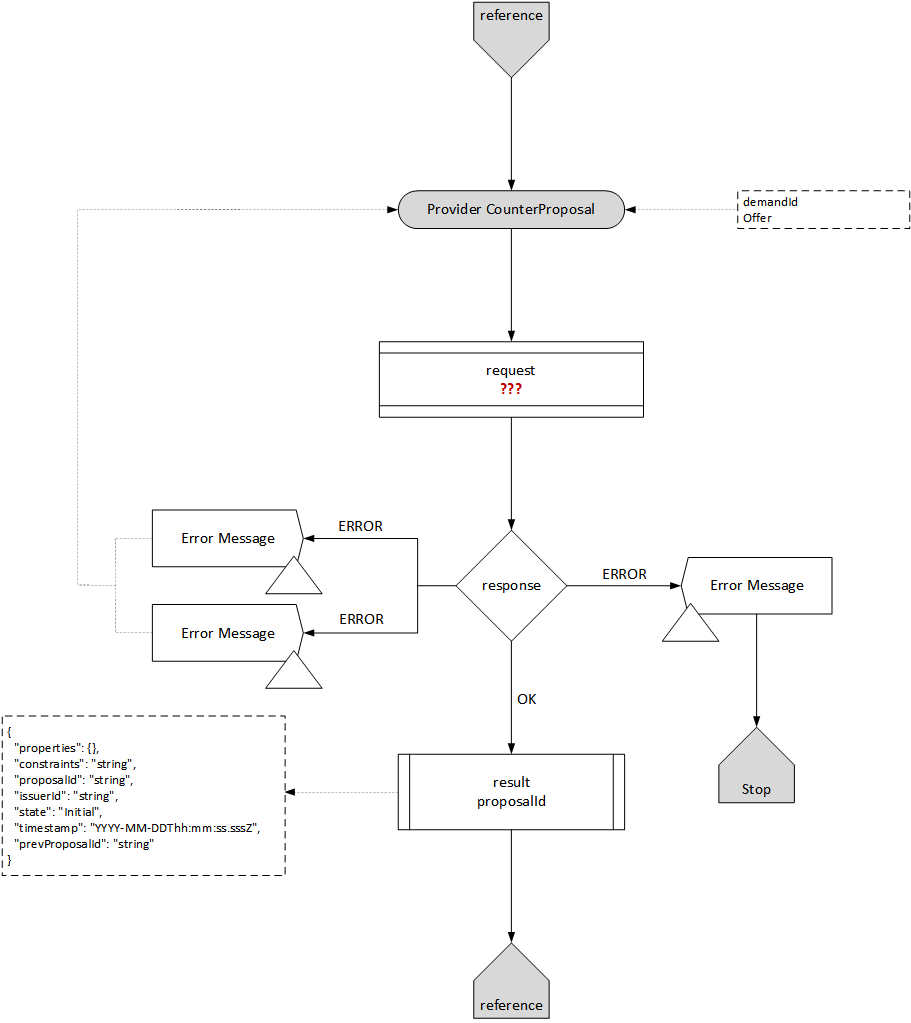 reference
Provider CounterProposal
demandId
Offer
request
???
ERROR
Error Message
response
ERROR
Error Message
ERROR
Error Message
OK
{
"properties": {},
"constraints": "string",
"proposalId": "string",
"issuerId": "string",
"state": "Initial",
"timestamp": "YYYY-MM-DDThh:mm:ss.sssZ",
"prevProposalId": "string"
}
result
proposalId
Stop
reference